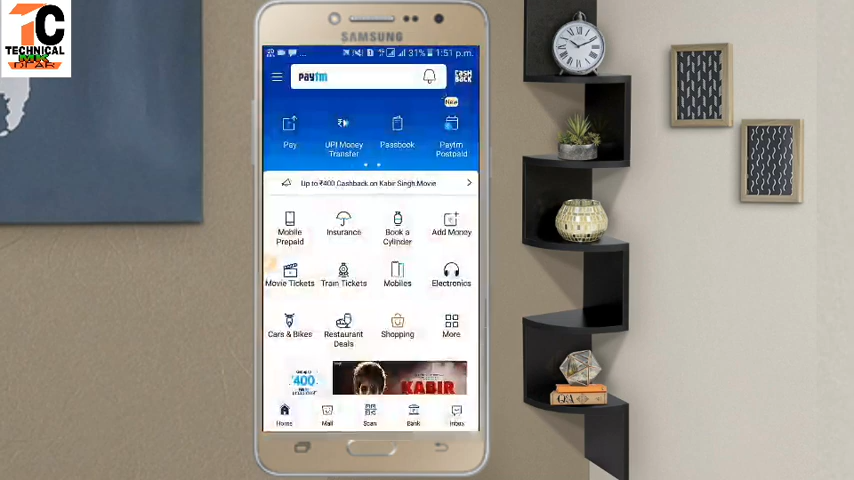 TC
TECHNICAL
MK
DEAR
SAMSUNG
31% 1:51 p.m.
paytm
CASH
BACK
New
Pay
UPI Money
Transfer
Passbook
Paytm
Postpaid
Up to ₹400 Cashback on Kabir Singh Movie
Mobile
Prepaid
Insurance
Book a
Cylinder
Add Money
Movie Tickets
Train Tickets
Mobiles
Electronics
Cars & Bikes
Restaurant
Deals
Shopping
More
400
KABIR
Home
Mall
Scan
Bank
Inbox
Q/A